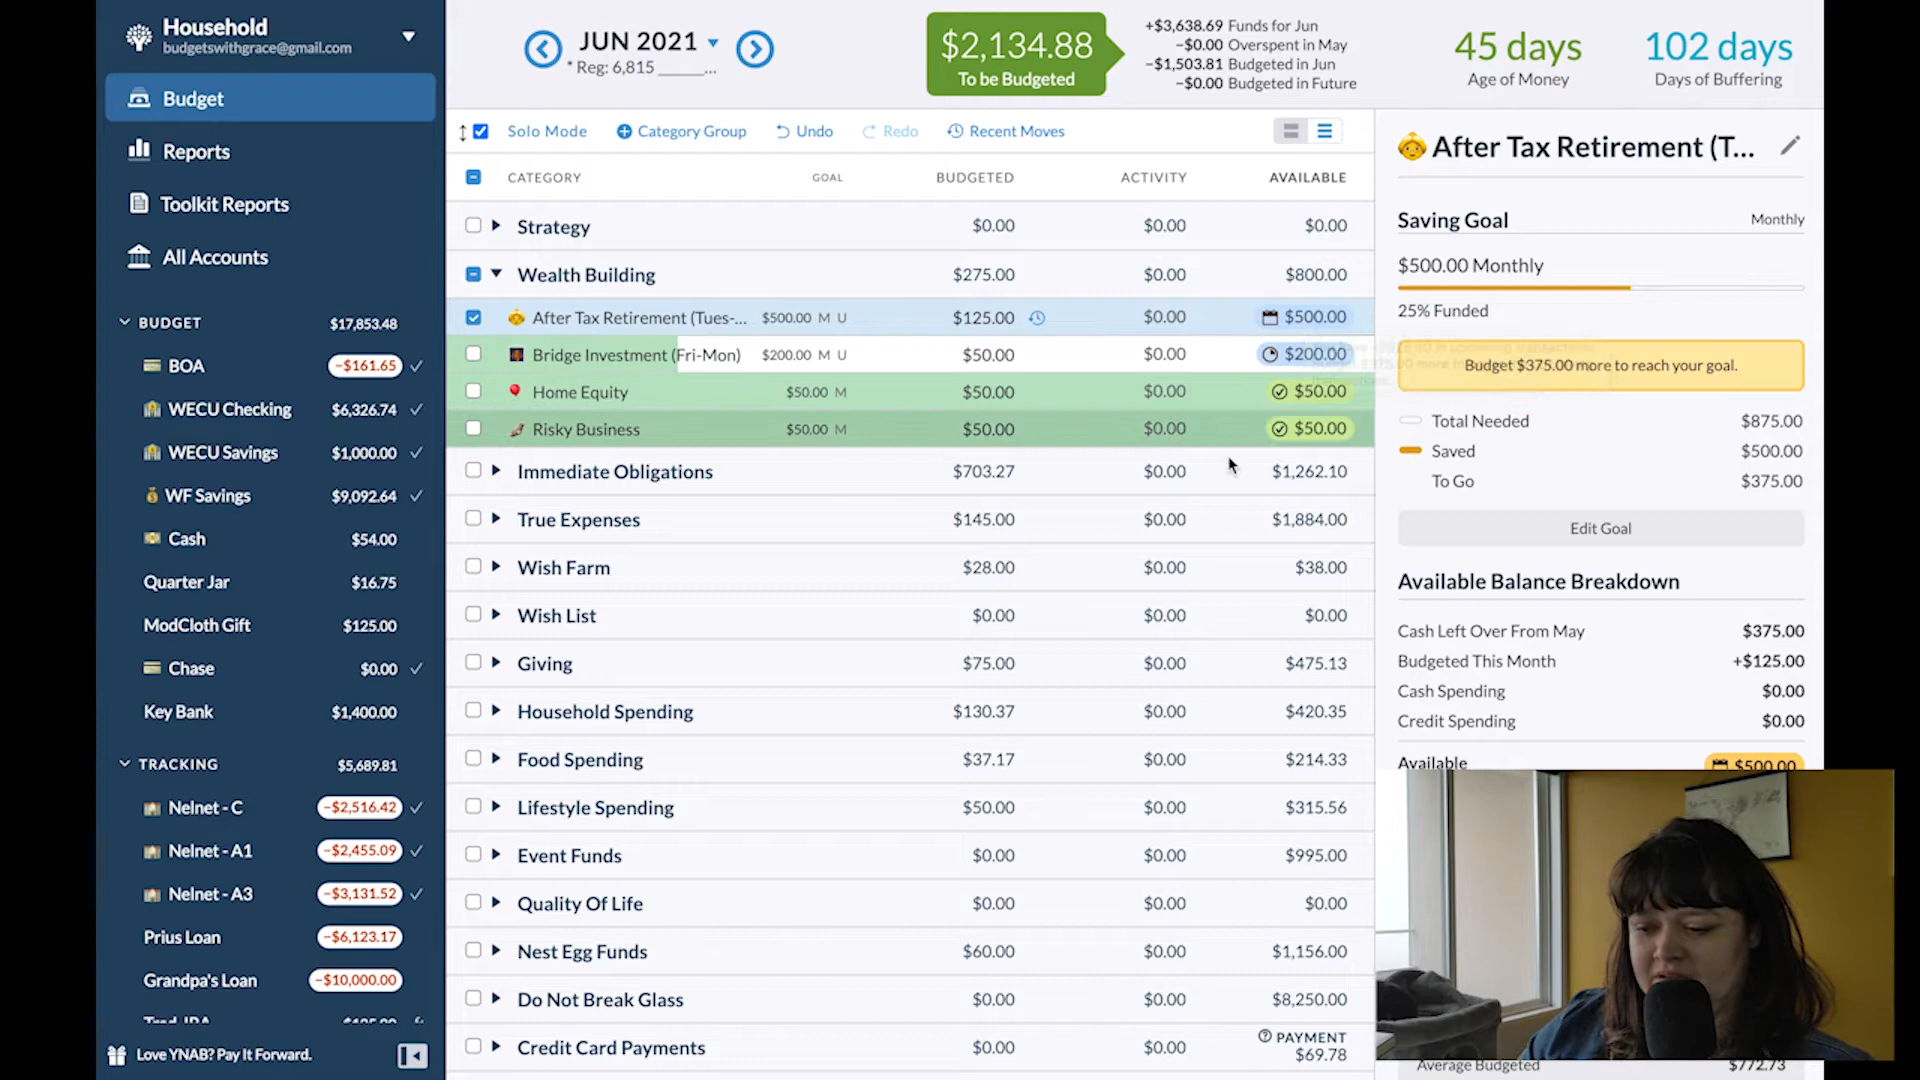 Household
budgetswithgrace@gmail.com
Budget
Reports
Toolkit Reports
All Accounts
BUDGET $17,853.48
BOA −$161.65
WECU Checking $6,326.74
WECU Savings $1,000.00
WF Savings $9,092.64
Cash $54.00
Quarter Jar $16.75
ModCloth Gift $125.00
Chase $0.00
Key Bank $1,400.00
TRACKING $5,689.81
Nelnet - C −$2,516.42
Nelnet - A1 −$2,455.09
Nelnet - A3 −$3,131.52
Prius Loan −$6,123.17
Grandpa's Loan −$10,000.00
Love YNAB? Pay It Forward.
JUN 2021
* Reg: 6,815 ______...
$2,134.88
To be Budgeted
+$3,638.69 Funds for Jun
−$0.00 Overspent in May
−$1,503.81 Budgeted in Jun
−$0.00 Budgeted in Future
45 days
Age of Money
102 days
Days of Buffering
Solo Mode Category Group Undo Redo Recent Moves
CATEGORY GOAL BUDGETED ACTIVITY AVAILABLE
Strategy $0.00 $0.00 $0.00
Wealth Building $275.00 $0.00 $800.00
After Tax Retirement (Tues-... $500.00 M U $125.00 $0.00 $500.00
Bridge Investment (Fri-Mon) $200.00 M U $50.00 $0.00 $200.00
Home Equity $50.00 M $50.00 $0.00 $50.00
Risky Business $50.00 M $50.00 $0.00 $50.00
Immediate Obligations $703.27 $0.00 $1,262.10
True Expenses $145.00 $0.00 $1,884.00
Wish Farm $28.00 $0.00 $38.00
Wish List $0.00 $0.00 $0.00
Giving $75.00 $0.00 $475.13
Household Spending $130.37 $0.00 $420.35
Food Spending $37.17 $0.00 $214.33
Lifestyle Spending $50.00 $0.00 $315.56
Event Funds $0.00 $0.00 $995.00
Quality Of Life $0.00 $0.00 $0.00
Nest Egg Funds $60.00 $0.00 $1,156.00
Do Not Break Glass $0.00 $0.00 $8,250.00
Credit Card Payments $0.00 $0.00 PAYMENT
$69.78
After Tax Retirement (T...
Saving Goal Monthly
$500.00 Monthly
25% Funded
Budget $375.00 more to reach your goal.
Total Needed $875.00
Saved $500.00
To Go $375.00
Edit Goal
Available Balance Breakdown
Cash Left Over From May $375.00
Budgeted This Month +$125.00
Cash Spending $0.00
Credit Spending $0.00
Available $500.00
Average Budgeted $772.73